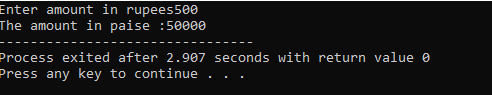 Enter amount in rupees500
The amount in paise :50000
--------------------------------
Process exited after 2.907 seconds with return value 0
Press any key to continue . . .